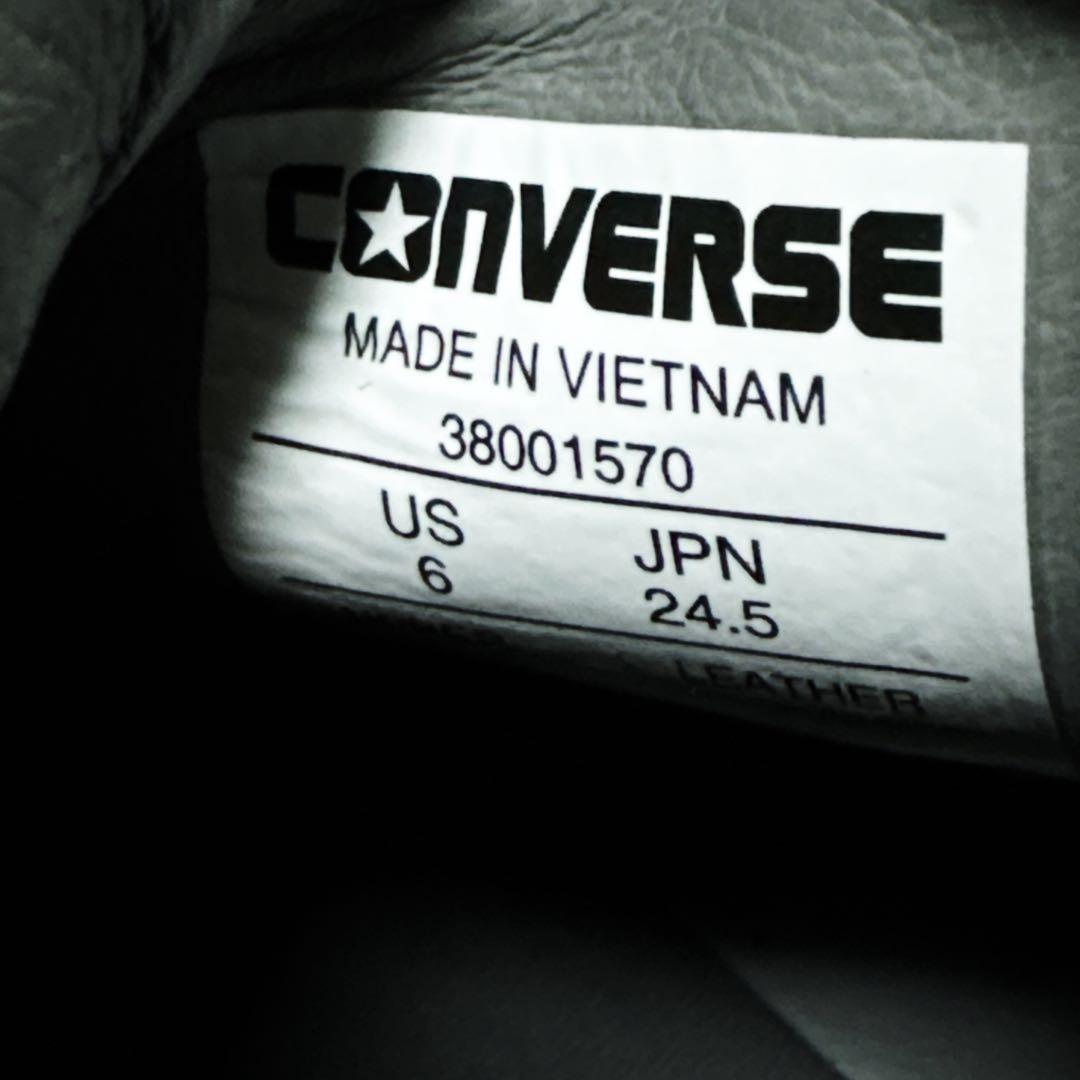 CONVERSE
MADE IN VIETNAM
38001570
US JPN
6 24.5
LEATHER